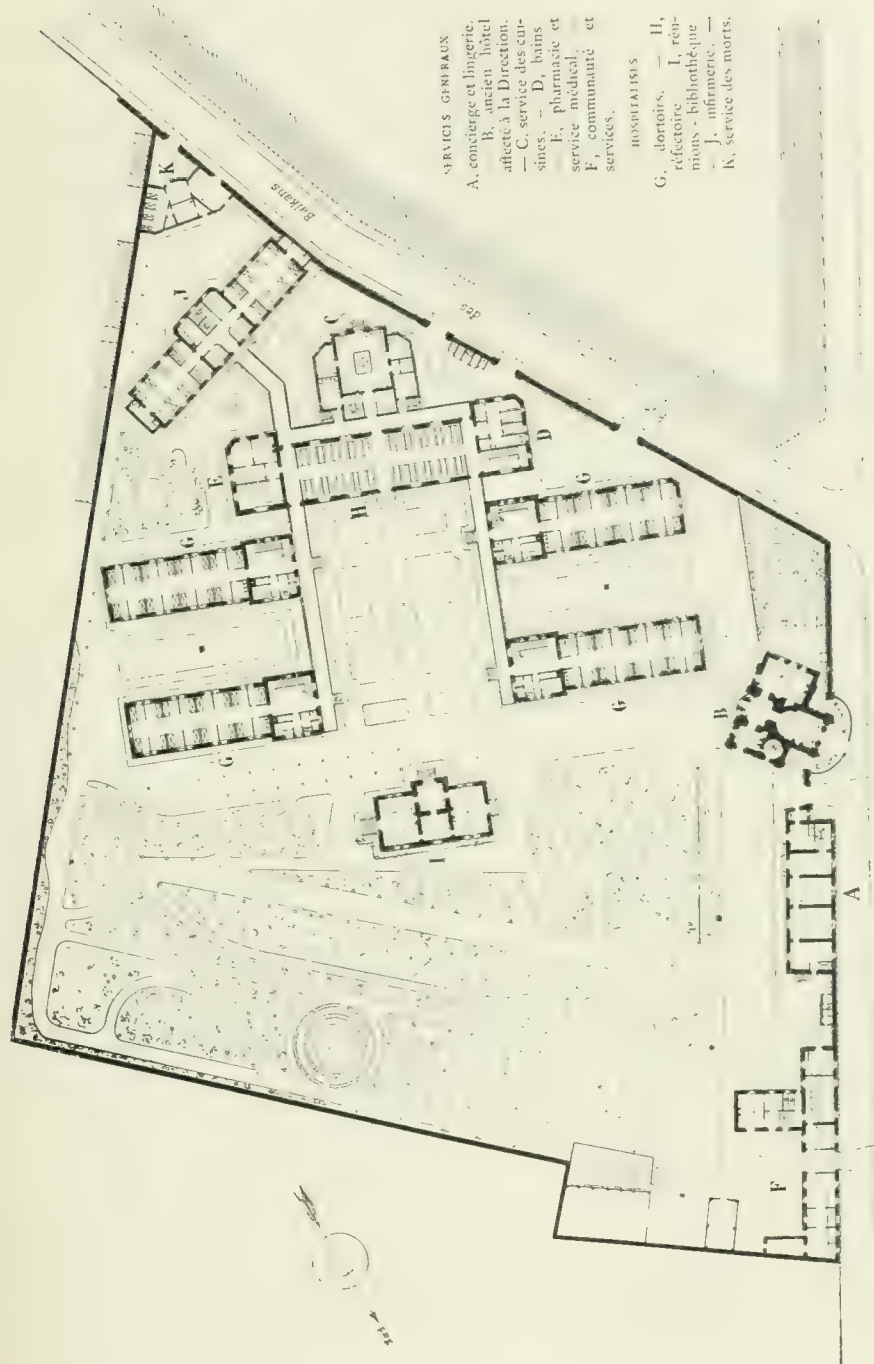 SERVICES GENERAUX
A, concierge et lingerie.
B, ancien hôtel
affecté à la Direction.
— C, service des cui-
sines. — D, bains
— E, pharmacie et
service médical. —
F, communauté et
services.
HOSPITALISÉS
G, dortoirs. — H,
réfectoire I, réu-
nions - bibliothèque
- J, infirmerie. —
K, service des morts.
K
Balkans
J
C
des
E
H
D
G
G
G
G
I
B
A
F